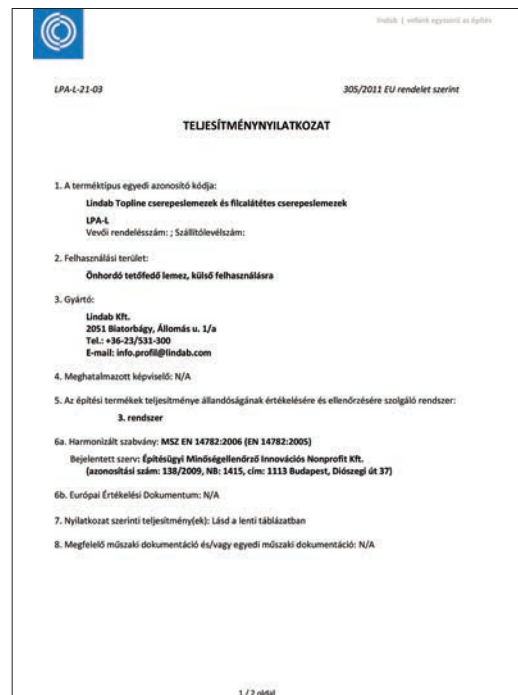 lindab | velünk egyszerű az építés
LPA-L-21-03
305/2011 EU rendelet szerint
TELJESÍTMÉNYNYILATKOZAT
1. A terméktípus egyedi azonosító kódja:
Lindab Topline cserepeslemezek és filcalátétes cserepeslemezek
LPA-L
Vevői rendelésszám: ; Szállítólevélszám:
2. Felhasználási terület:
Önhordó tetőfedő lemez, külső felhasználásra
3. Gyártó:
Lindab Kft.
2051 Biatorbágy, Állomás u. 1/a
Tel.: +36-23/531-300
E-mail: info.profil@lindab.com
4. Meghatalmazott képviselő: N/A
5. Az építési termékek teljesítménye állandóságának értékelésére és ellenőrzésére szolgáló rendszer:
3. rendszer
6a. Harmonizált szabvány: MSZ EN 14782:2006 (EN 14782:2005)
Bejelentett szerv: Építésügyi Minőségellenőrző Innovációs Nonprofit Kft.
(azonosítási szám: 138/2009, NB: 1415, cím: 1113 Budapest, Diószegi út 37)
6b. Európai Értékelési Dokumentum: N/A
7. Nyilatkozat szerinti teljesítmény(ek): Lásd a lenti táblázatban
8. Megfelelő műszaki dokumentáció és/vagy egyedi műszaki dokumentáció: N/A
1 / 2 oldal